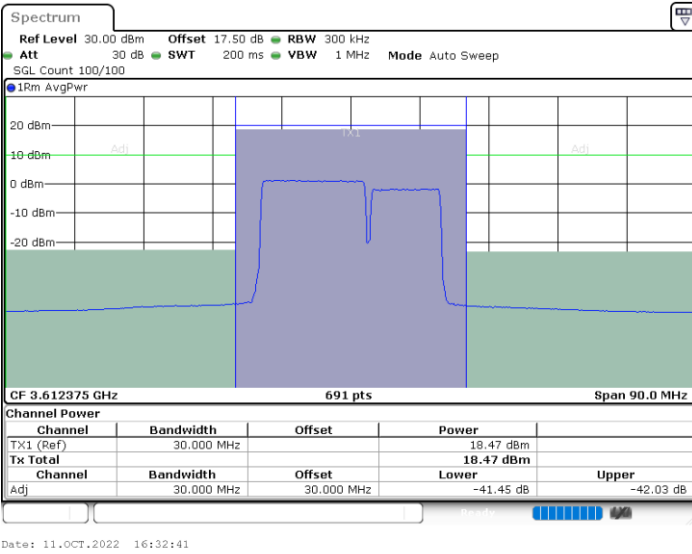 Spectrum
Ref Level 30.00 dBm Offset 17.50 dB RBW 300 kHz
Att 30 dB SWT 200 ms VBW 1 MHz Mode Auto Sweep
SGL Count 100/100
1Rm AvgPwr
20 dBm
TX1
10 dBm Adj Adj
0 dBm
-10 dBm
-20 dBm
CF 3.612375 GHz 691 pts Span 90.0 MHz
Channel Power
Channel Bandwidth Offset Power
TX1 (Ref) 30.000 MHz 18.47 dBm
Tx Total 18.47 dBm
Channel Bandwidth Offset Lower Upper
Adj 30.000 MHz 30.000 MHz -41.45 dB -42.03 dB
Ready
Date: 11.OCT.2022 16:32:41